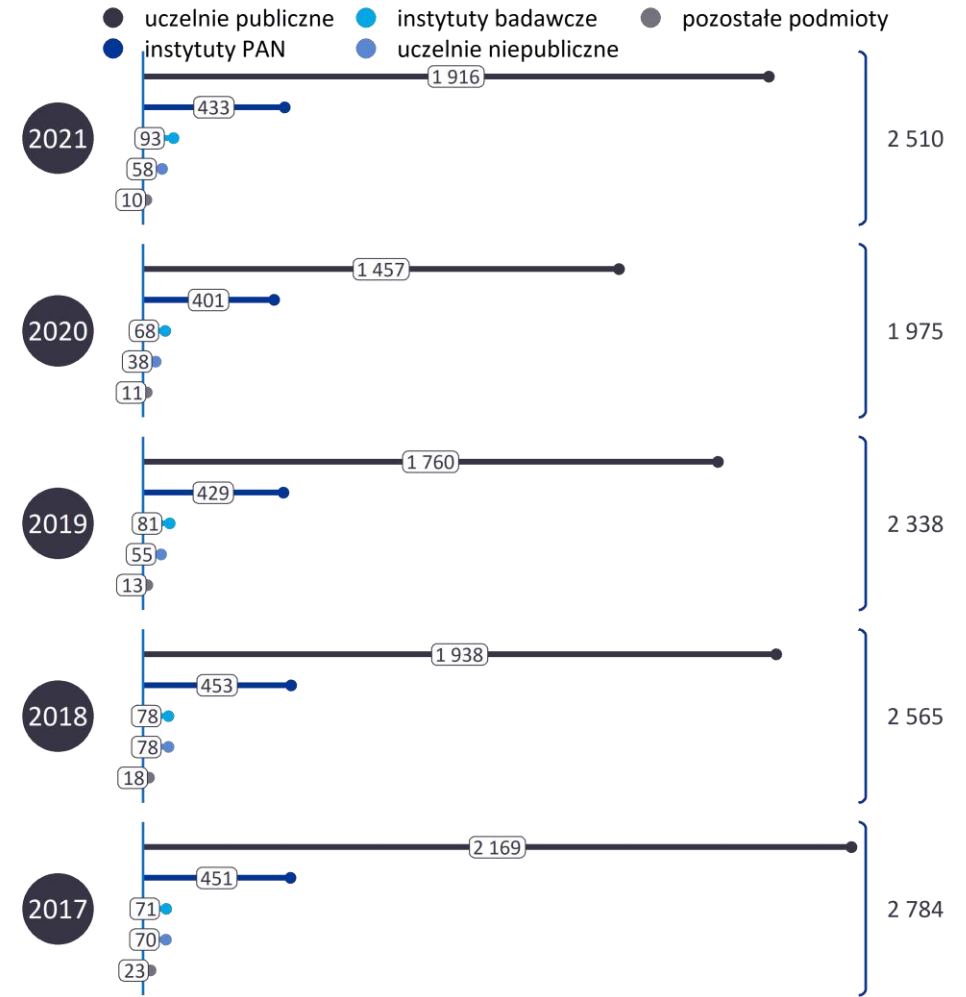 uczelnie publiczne instytuty badawcze pozostałe podmioty
instytuty PAN uczelnie niepubliczne
1 916
433
2021 93 2 510
58
10
1 457
401
2020 68 1 975
38
11
1 760
429
2019 81 2 338
55
13
1 938
453
2018 78 2 565
78
18
2 169
451
2017 71 2 784
70
23